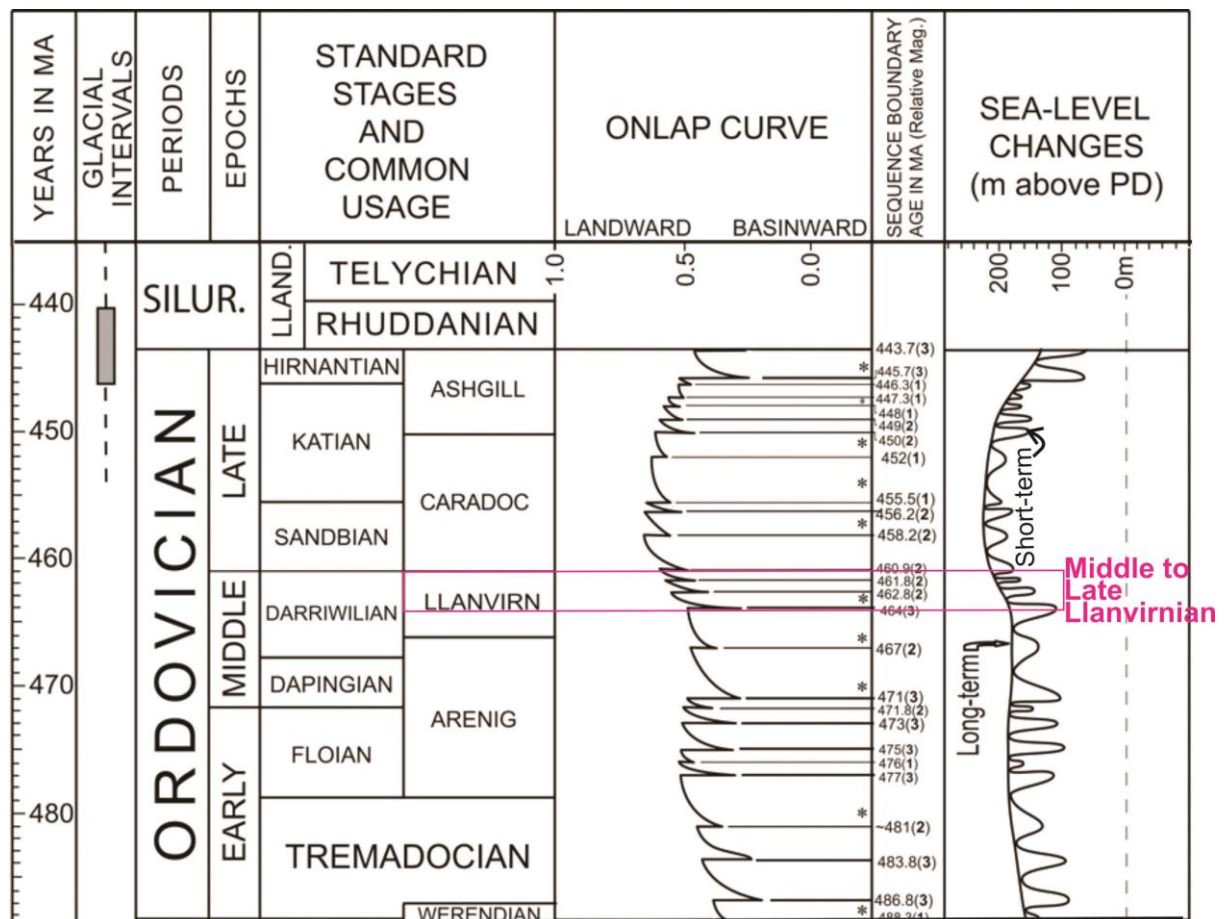 YEARS IN MA
GLACIAL
INTERVALS
PERIODS
EPOCHS
STANDARD
STAGES
AND
COMMON
USAGE
ONLAP CURVE
LANDWARD
BASINWARD
SEQUENCE BOUNDARY
AGE IN MA (Relative Mag.)
SEA-LEVEL
CHANGES
(m above PD)
1.0
0.5
0.0
200
100
0m
440
450
460
470
480
SILUR.
ORDOVICIAN
LATE
MIDDLE
EARLY
LLAND.
TELYCHIAN
RHUDDANIAN
HIRNANTIAN
KATIAN
SANDBIAN
DARRIWILIAN
DAPINGIAN
FLOIAN
TREMADOCIAN
ASHGILL
CARADOC
LLANVIRN
ARENIG
WERENDIAN
*
*
*
*
*
*
*
*
*
*
443.7(3)
445.7(3)
446.3(1)
447.3(1)
448(1)
449(2)
450(2)
452(1)
455.5(1)
456.2(2)
458.2(2)
460.9(2)
461.8(2)
462.8(2)
464(3)
467(2)
471(3)
471.8(2)
473(3)
475(3)
476(1)
477(3)
~481(2)
483.8(3)
486.8(3)
488.3(1)
Short-term
Long-term
Middle to
Late
Llanvirnian